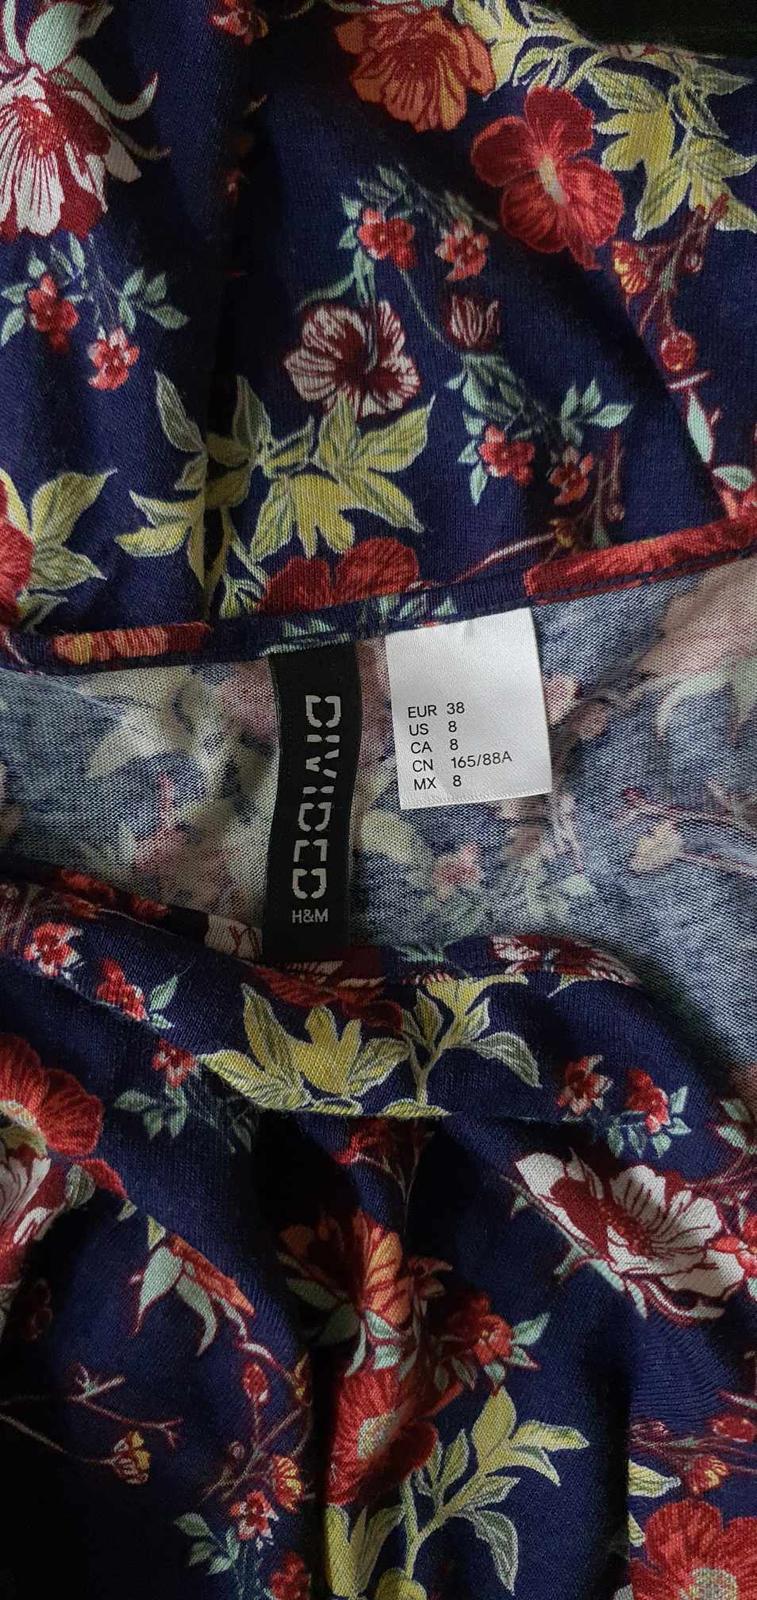 DIVIDED
H&M
EUR 38
US 8
CA 8
CN 165/88A
MX 8